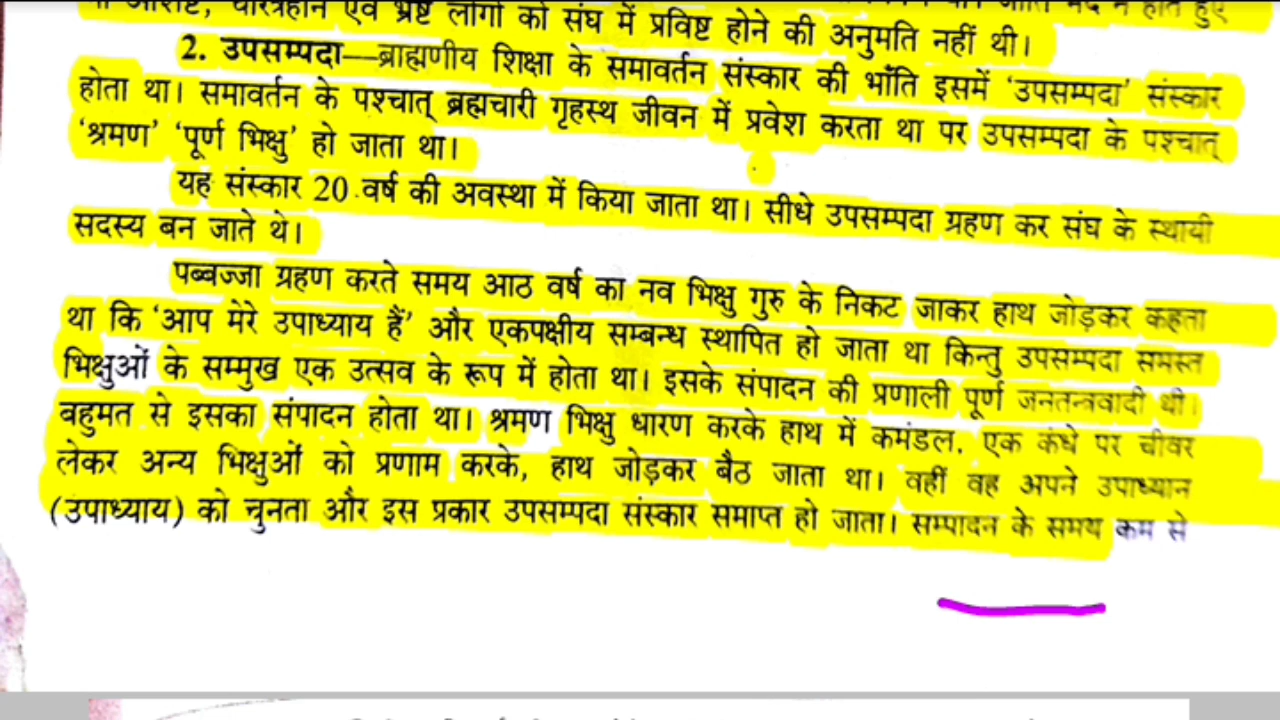 चरित्रहीन एवं भ्रष्ट लोगों को संघ में प्रविष्ट होने की अनुमति नहीं थी।
2. उपसम्पदा—ब्राह्मणीय शिक्षा के समावर्तन संस्कार की भाँति इसमें ‘उपसम्पदा’ संस्कार
होता था। समावर्तन के पश्चात् ब्रह्मचारी गृहस्थ जीवन में प्रवेश करता था पर उपसम्पदा के पश्चात्
‘श्रमण’ ‘पूर्ण भिक्षु’ हो जाता था।
यह संस्कार 20 वर्ष की अवस्था में किया जाता था। सीधे उपसम्पदा ग्रहण कर संघ के स्थायी
सदस्य बन जाते थे।
पब्बज्जा ग्रहण करते समय आठ वर्ष का नव भिक्षु गुरु के निकट जाकर हाथ जोड़कर कहता
था कि ‘आप मेरे उपाध्याय हैं’ और एकपक्षीय सम्बन्ध स्थापित हो जाता था किन्तु उपसम्पदा समस्त
भिक्षुओं के सम्मुख एक उत्सव के रूप में होता था। इसके संपादन की प्रणाली पूर्ण जनतन्त्रवादी थी।
बहुमत से इसका संपादन होता था। श्रमण भिक्षु धारण करके हाथ में कमंडल, एक कंधे पर चीवर
लेकर अन्य भिक्षुओं को प्रणाम करके, हाथ जोड़कर बैठ जाता था। वहीं वह अपने उपाध्यान
(उपाध्याय) को चुनता और इस प्रकार उपसम्पदा संस्कार समाप्त हो जाता। सम्पादन के समय कम से